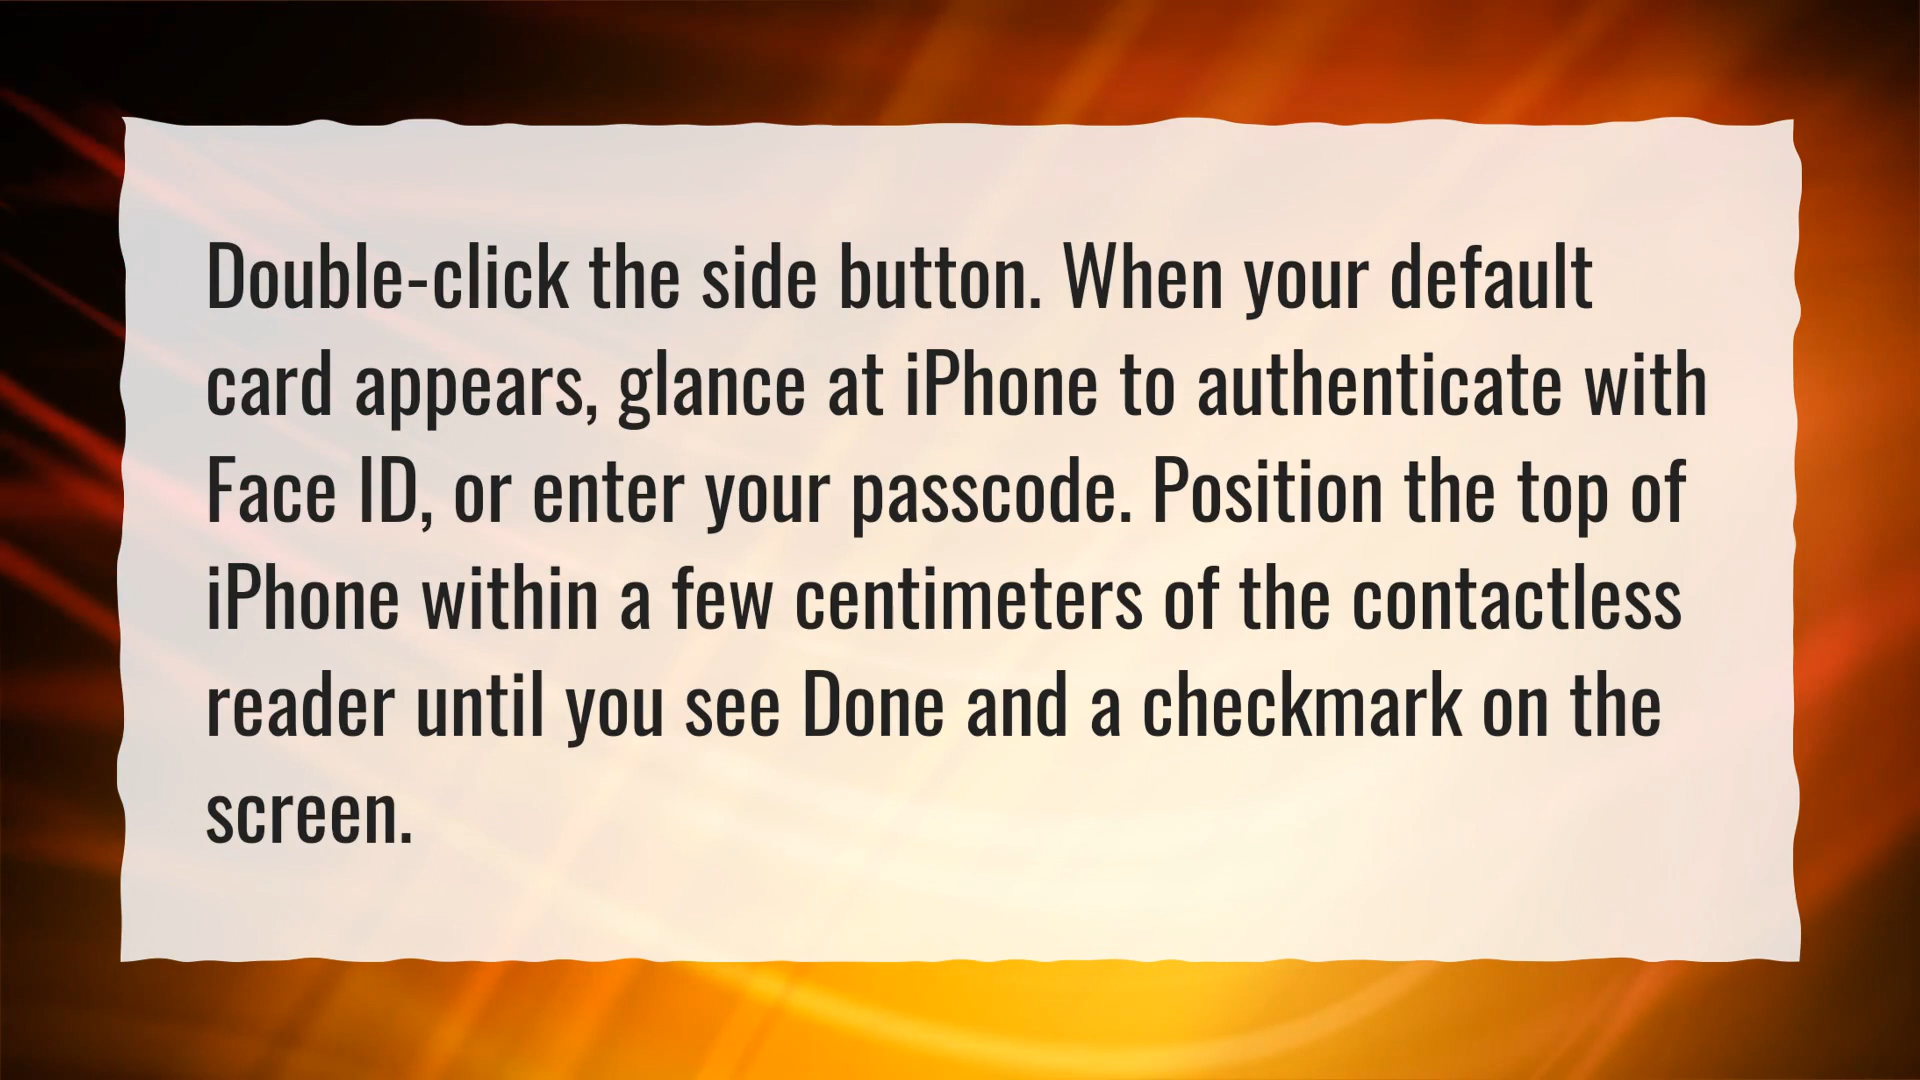 Double-click the side button. When your default
card appears, glance at iPhone to authenticate with
Face ID, or enter your passcode. Position the top of
iPhone within a few centimeters of the contactless
reader until you see Done and a checkmark on the
screen.